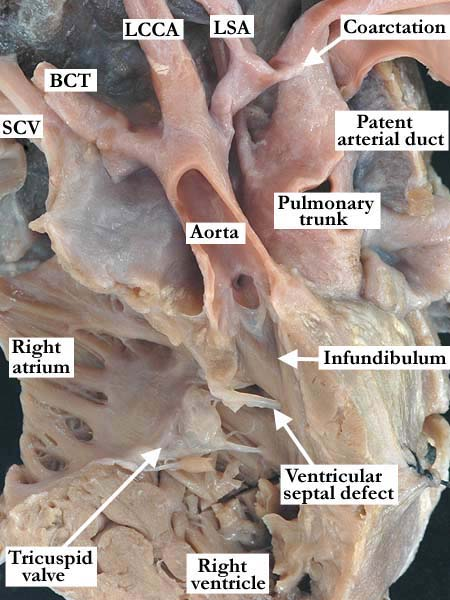 LCCA
LSA
Coarctation
BCT
SCV
Patent
arterial duct
Pulmonary
trunk
Aorta
Right
atrium
Infundibulum
Ventricular
septal defect
Tricuspid
valve
Right
ventricle